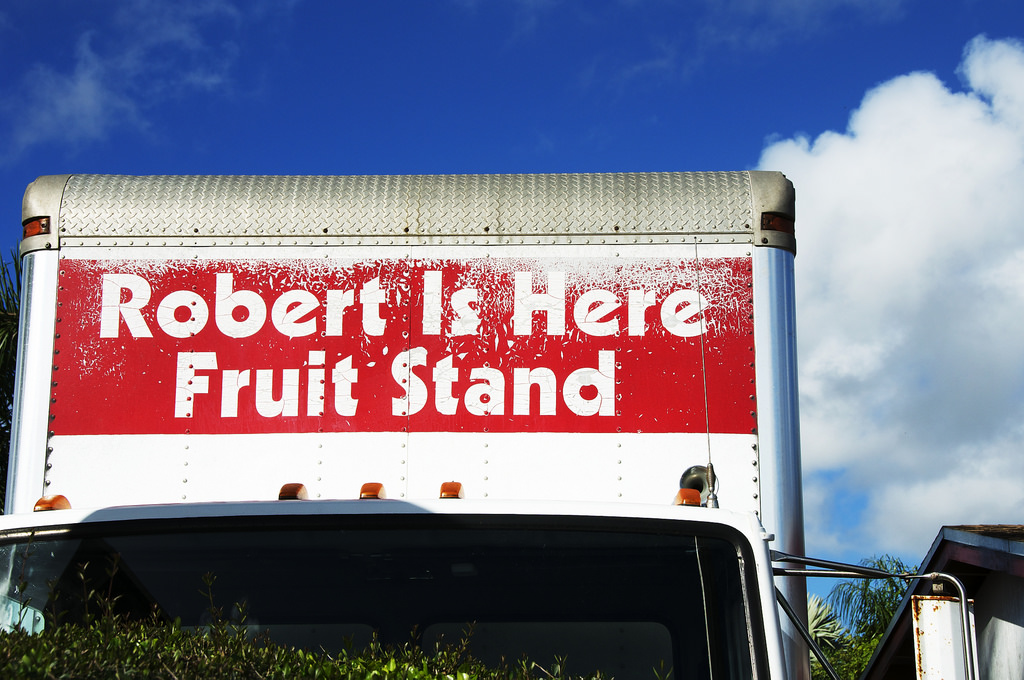 Robert Is Here
Fruit Stand